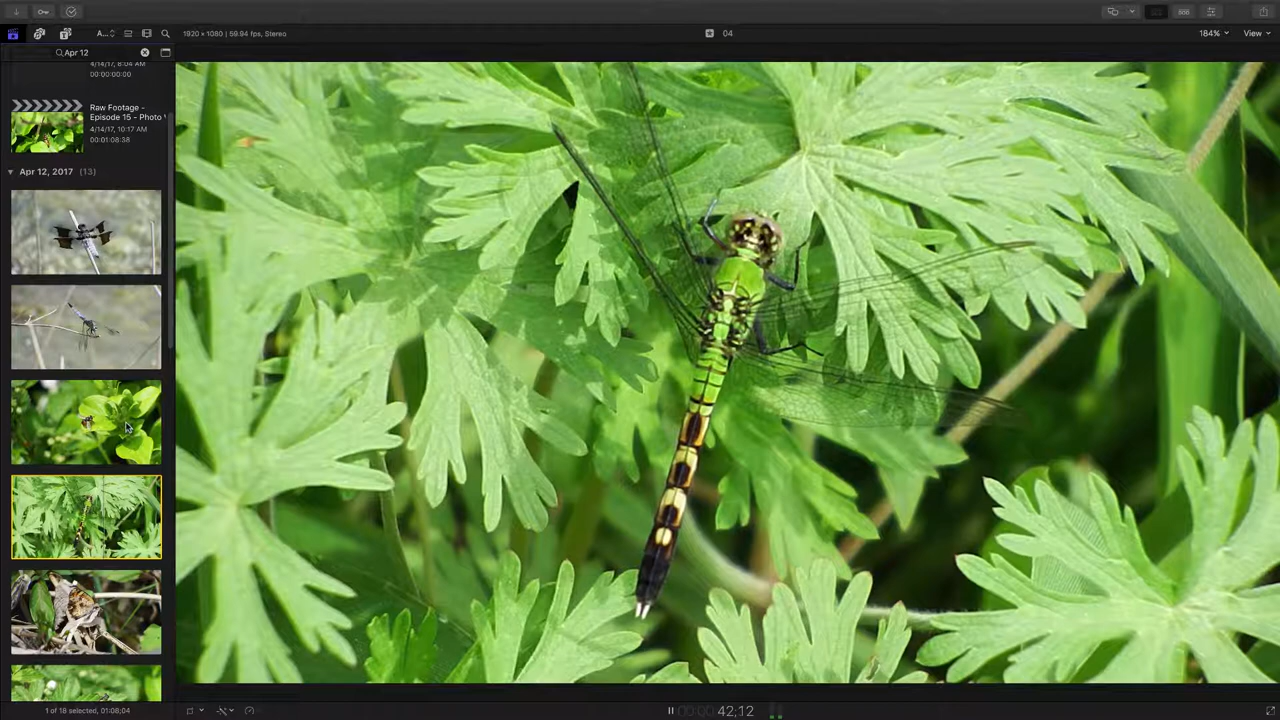 A...
1920 × 1080 | 59.94 fps, Stereo
04
184%
View
Apr 12
4/14/17, 8:04 AM
00:00:00:00
Raw Footage -
Episode 15 - Photo
4/14/17, 10:17 AM
00:01:08:38
Apr 12, 2017 (13)
1 of 18 selected, 01:08;04
00:00:42:12